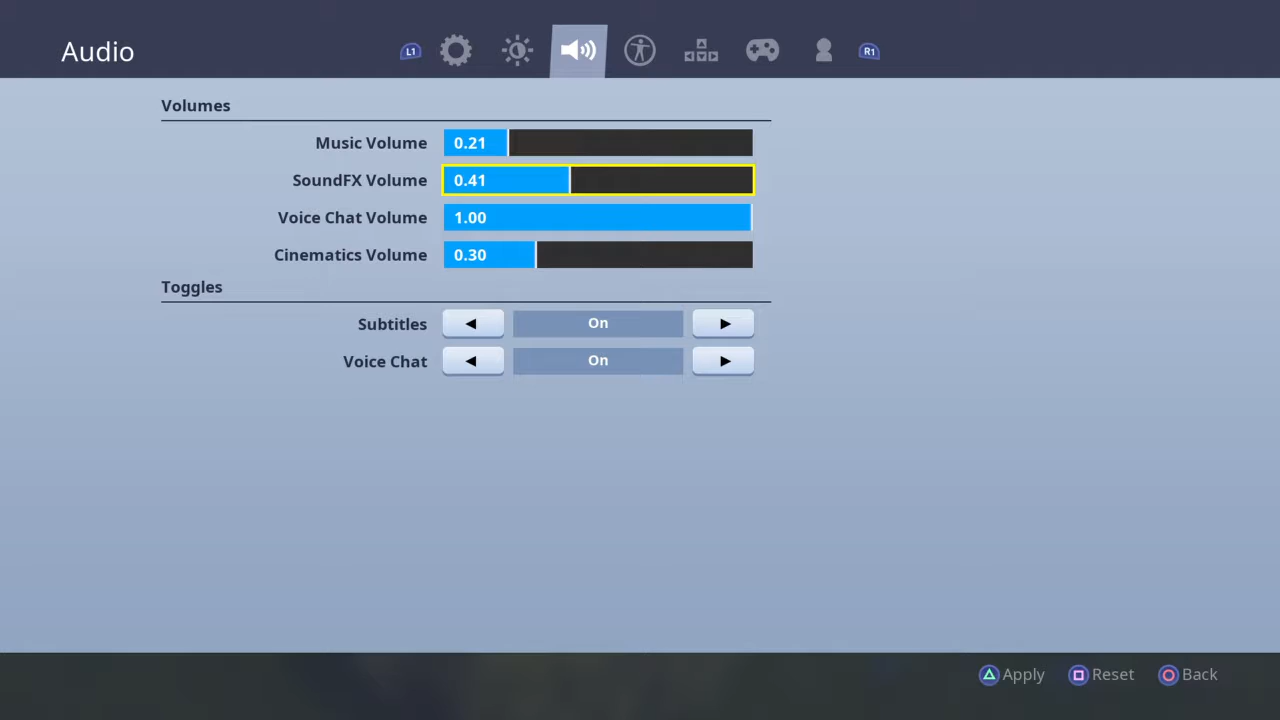 Audio
L1
R1
Volumes
Music Volume 0.21
SoundFX Volume 0.41
Voice Chat Volume 1.00
Cinematics Volume 0.30
Toggles
Subtitles On
Voice Chat On
Apply Reset Back